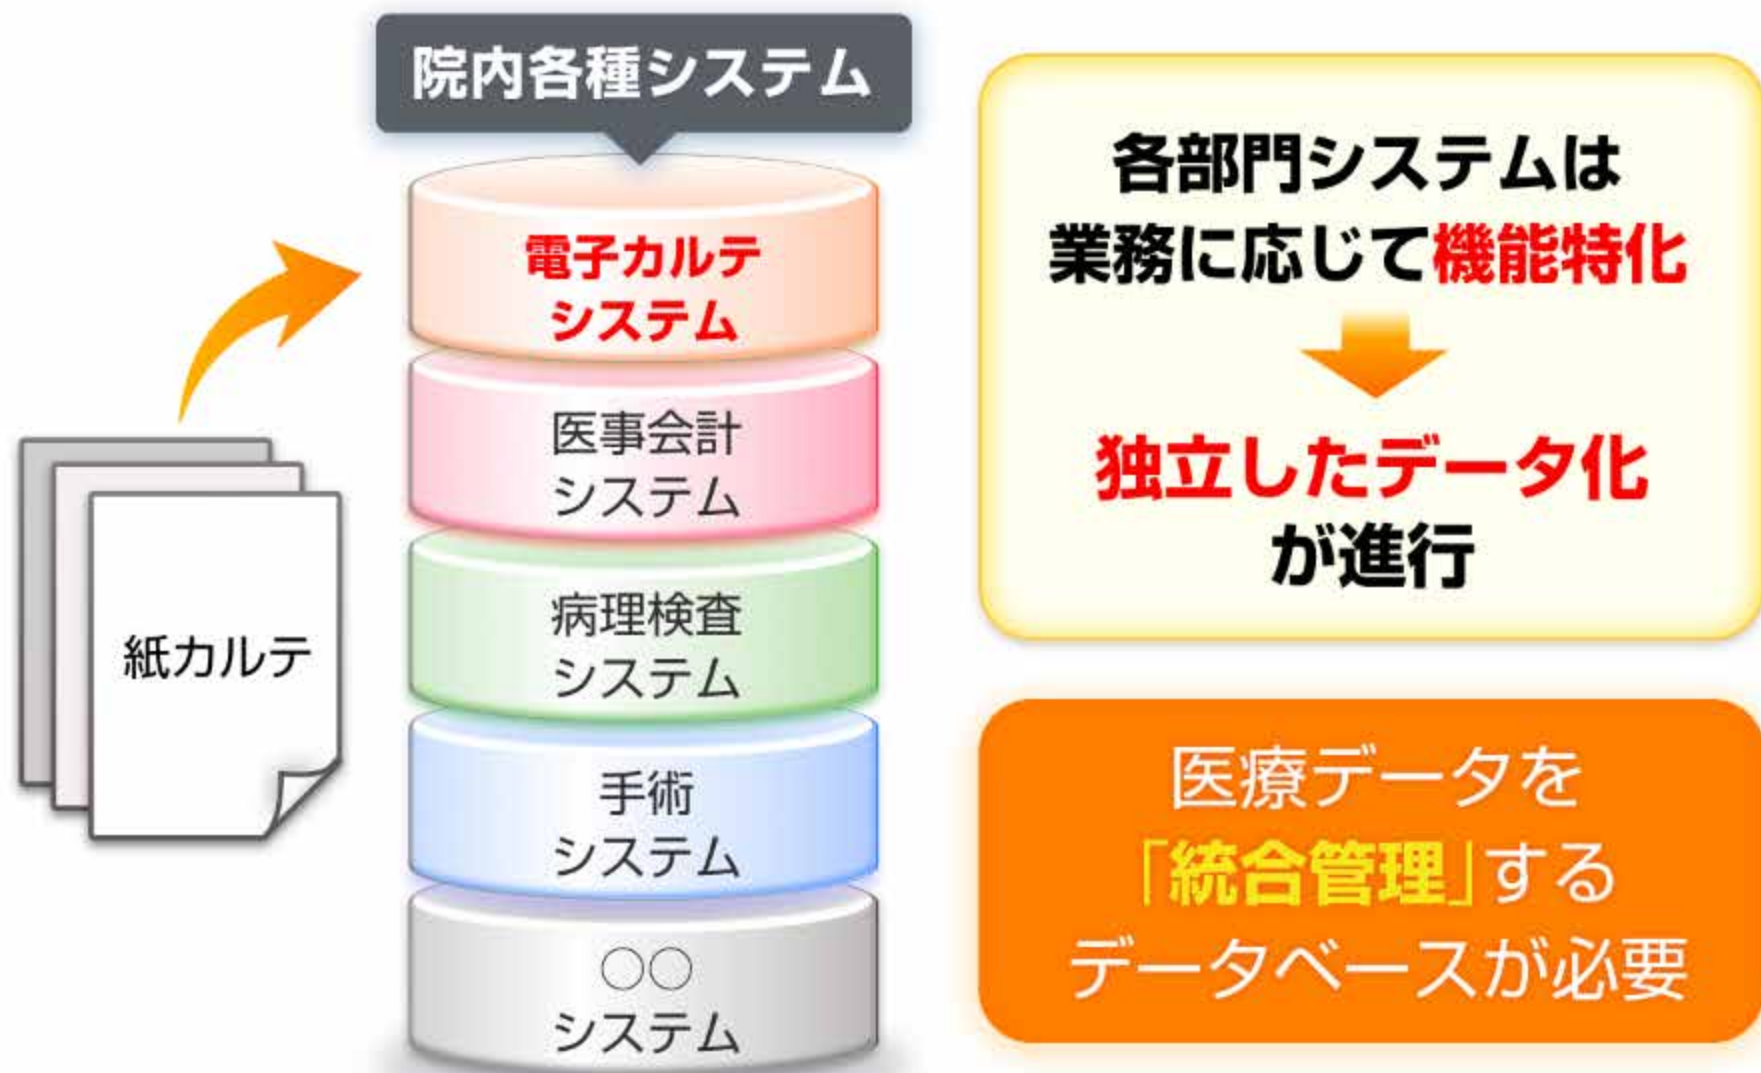 院内各種システム
電子カルテ
システム
医事会計
システム
病理検査
システム
手術
システム
○○
システム
紙カルテ
各部門システムは
業務に応じて機能特化
独立したデータ化
が進行
医療データを
「統合管理」する
データベースが必要